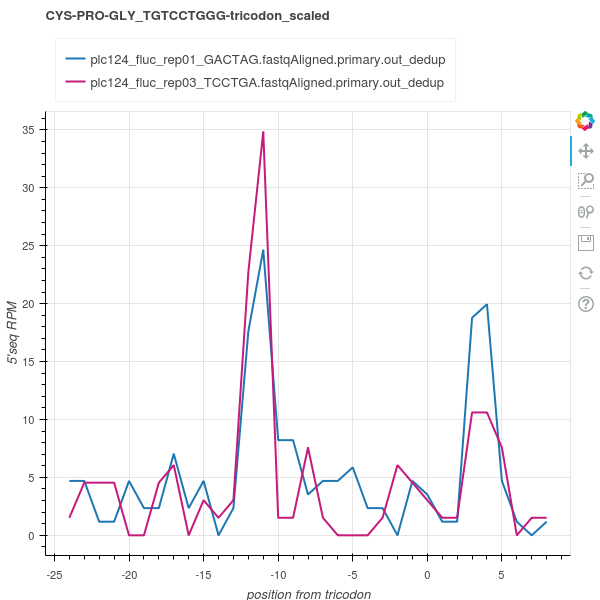 CYS-PRO-GLY_TGTCCTGGG-tricodon_scaled
plc124_fluc_rep01_GACTAG.fastqAligned.primary.out_dedup
plc124_fluc_rep03_TCCTGA.fastqAligned.primary.out_dedup
35
30
25
20
15
10
5
0
5'seq RPM
-25 -20 -15 -10 -5 0 5
position from tricodon